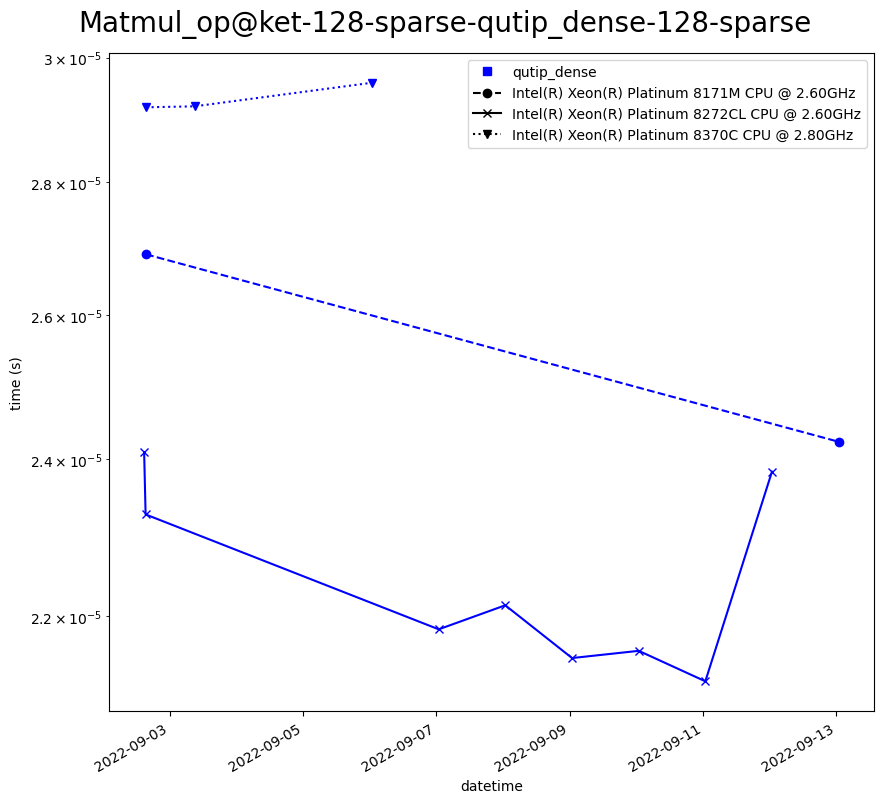 Matmul_op@ket-128-sparse-qutip_dense-128-sparse
3 × 10⁻⁵
2.8 × 10⁻⁵
2.6 × 10⁻⁵
2.4 × 10⁻⁵
2.2 × 10⁻⁵
time (s)
qutip_dense
Intel(R) Xeon(R) Platinum 8171M CPU @ 2.60GHz
Intel(R) Xeon(R) Platinum 8272CL CPU @ 2.60GHz
Intel(R) Xeon(R) Platinum 8370C CPU @ 2.80GHz
2022-09-03
2022-09-05
2022-09-07
2022-09-09
2022-09-11
2022-09-13
datetime